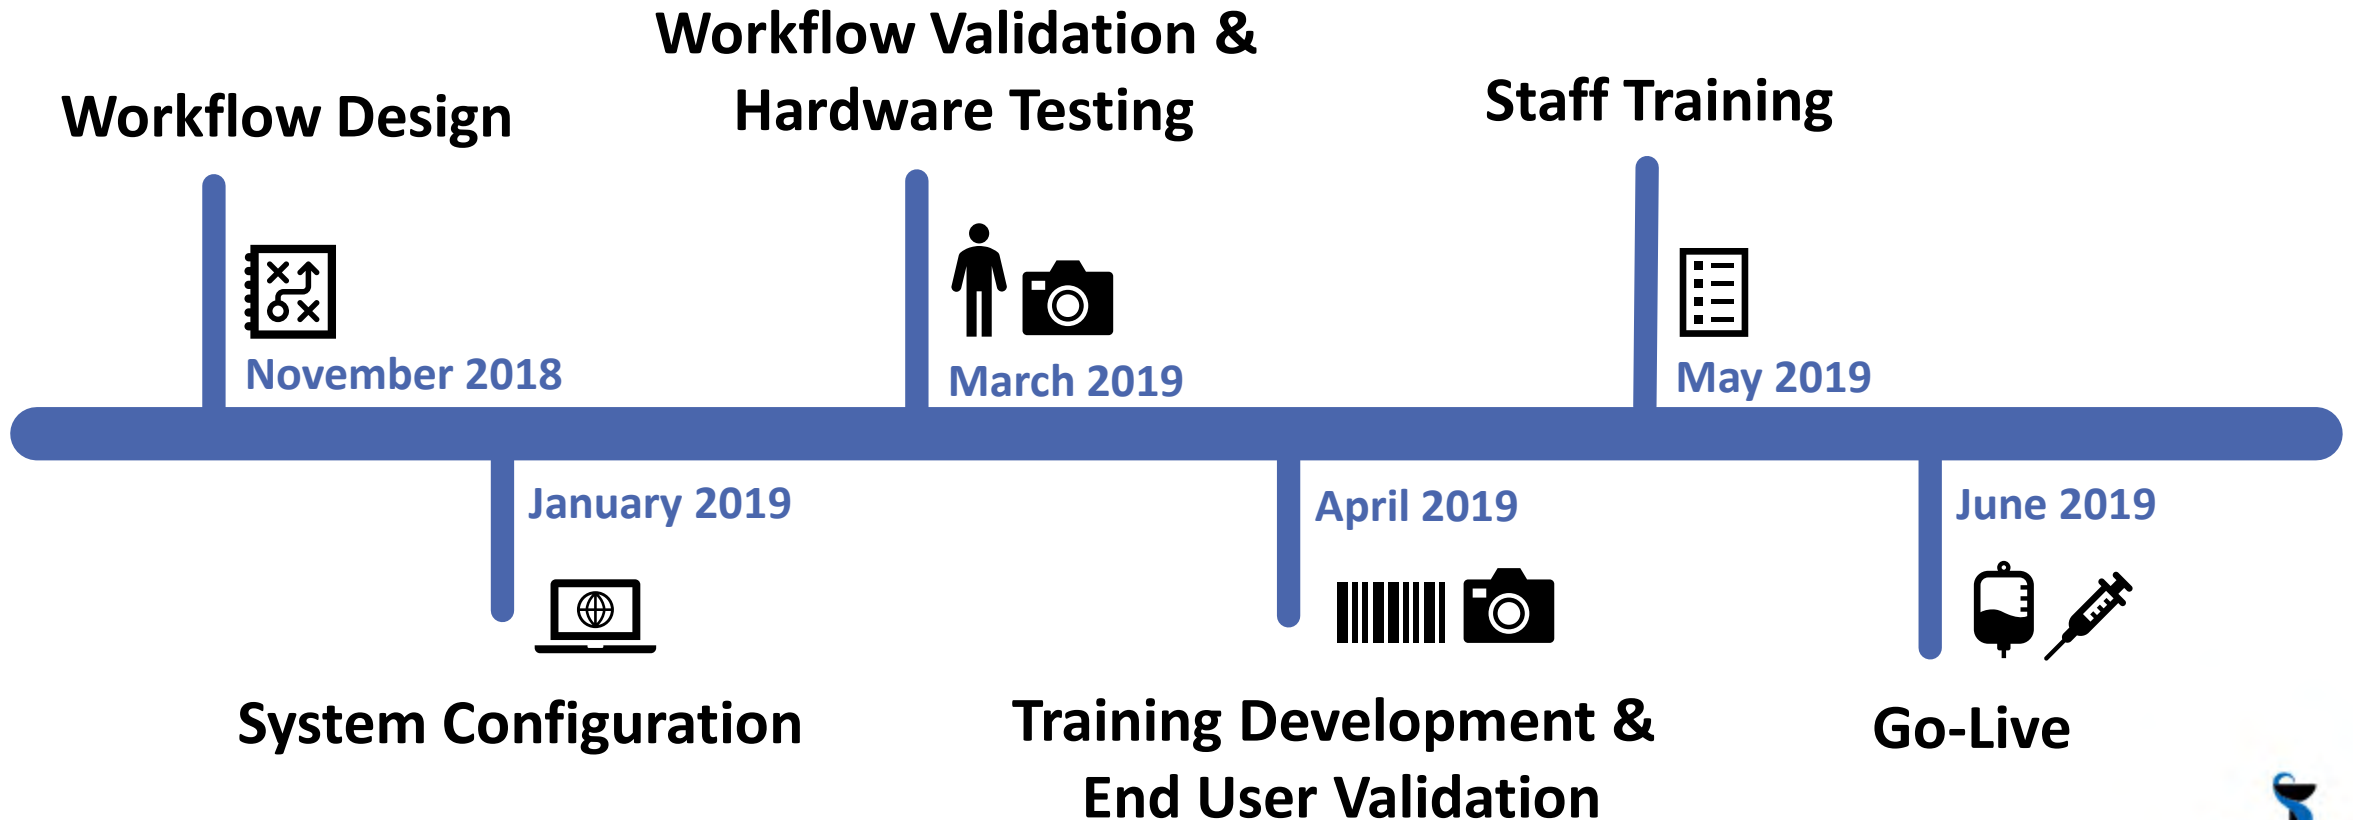 Workflow Design
November 2018
January 2019
System Configuration
Workflow Validation &
Hardware Testing
March 2019
April 2019
Training Development &
End User Validation
Staff Training
May 2019
June 2019
Go-Live